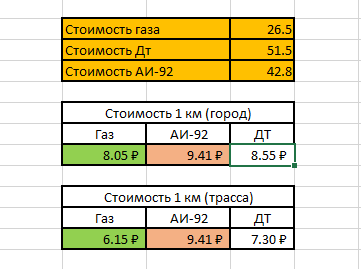 Стоимость газа 26.5
Стоимость Дт 51.5
Стоимость АИ-92 42.8
Стоимость 1 км (город)
Газ АИ-92 ДТ
8.05 ₽ 9.41 ₽ 8.55 ₽
Стоимость 1 км (трасса)
Газ АИ-92 ДТ
6.15 ₽ 9.41 ₽ 7.30 ₽